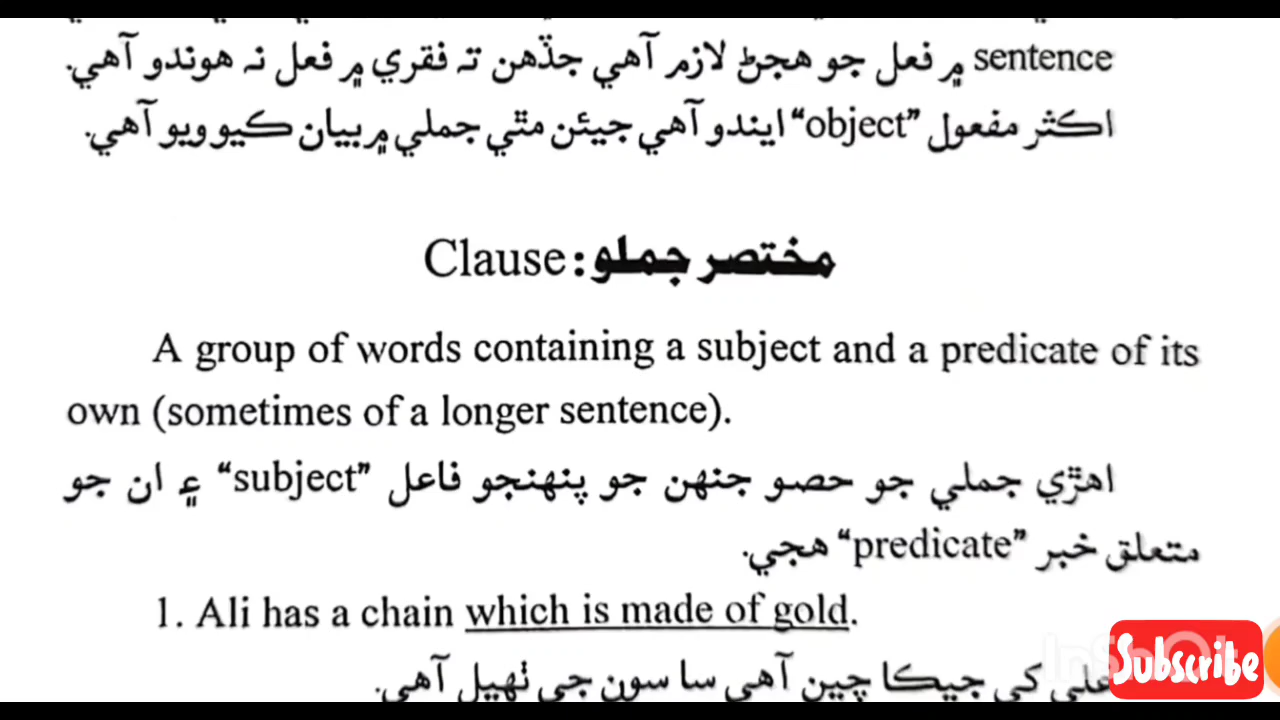 sentence ۾ فعل جو هجڻ لازم آهي جڏهن تہ فقري ۾ فعل نہ هوندو آهي.
اڪثر مفعول ”object“ ايندو آهي جيئن مٿي جملي ۾ بيان ڪيو ويو آهي.
Clause: مختصر جملو
A group of words containing a subject and a predicate of its
own (sometimes of a longer sentence).
اهڙي جملي جو حصو جنهن جو پنهنجو فاعل ”subject“ ۽ ان جو
متعلق خبر ”predicate“ هجي.
1. Ali has a chain which is made of gold.
علي کي جيڪا چين آهي سا سون جي ٺهيل آهي.
InShOt
Subscribe